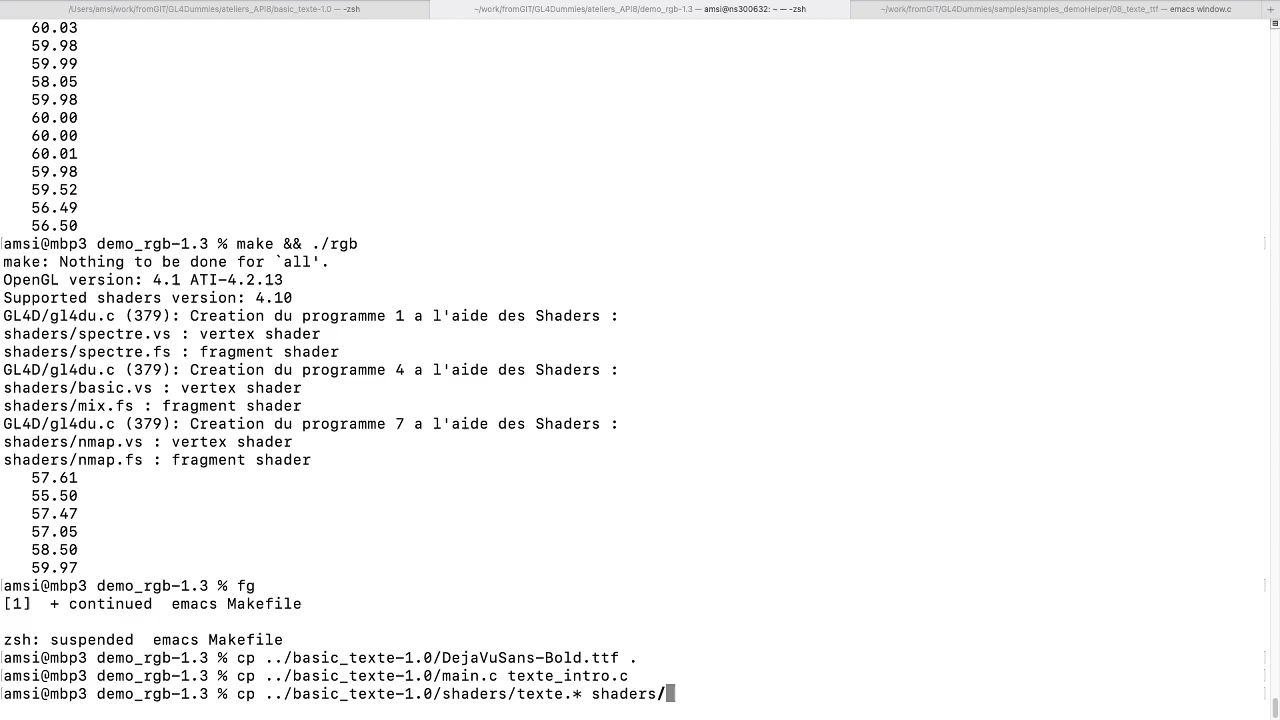 /Users/amsi/work/fromGIT/GL4Dummies/ateliers_API8/basic_texte-1.0 — -zsh
~/work/fromGIT/GL4Dummies/ateliers_API8/demo_rgb-1.3 — amsi@ns300632: ~ — -zsh
~/work/fromGIT/GL4Dummies/samples/samples_demoHelper/08_texte_ttf — emacs window.c
+
60.03
59.98
59.99
58.05
59.98
60.00
60.00
60.01
59.98
59.52
56.49
56.50
[amsi@mbp3 demo_rgb-1.3 % make && ./rgb ]
make: Nothing to be done for `all'.
OpenGL version: 4.1 ATI-4.2.13
Supported shaders version: 4.10
GL4D/gl4du.c (379): Creation du programme 1 a l'aide des Shaders :
shaders/spectre.vs : vertex shader
shaders/spectre.fs : fragment shader
GL4D/gl4du.c (379): Creation du programme 4 a l'aide des Shaders :
shaders/basic.vs : vertex shader
shaders/mix.fs : fragment shader
GL4D/gl4du.c (379): Creation du programme 7 a l'aide des Shaders :
shaders/nmap.vs : vertex shader
shaders/nmap.fs : fragment shader
57.61
55.50
57.47
57.05
58.50
59.97
[amsi@mbp3 demo_rgb-1.3 % fg ]
[1]  + continued  emacs Makefile
zsh: suspended  emacs Makefile
[amsi@mbp3 demo_rgb-1.3 % cp ../basic_texte-1.0/DejaVuSans-Bold.ttf . ]
[amsi@mbp3 demo_rgb-1.3 % cp ../basic_texte-1.0/main.c texte_intro.c ]
amsi@mbp3 demo_rgb-1.3 % cp ../basic_texte-1.0/shaders/texte.* shaders/